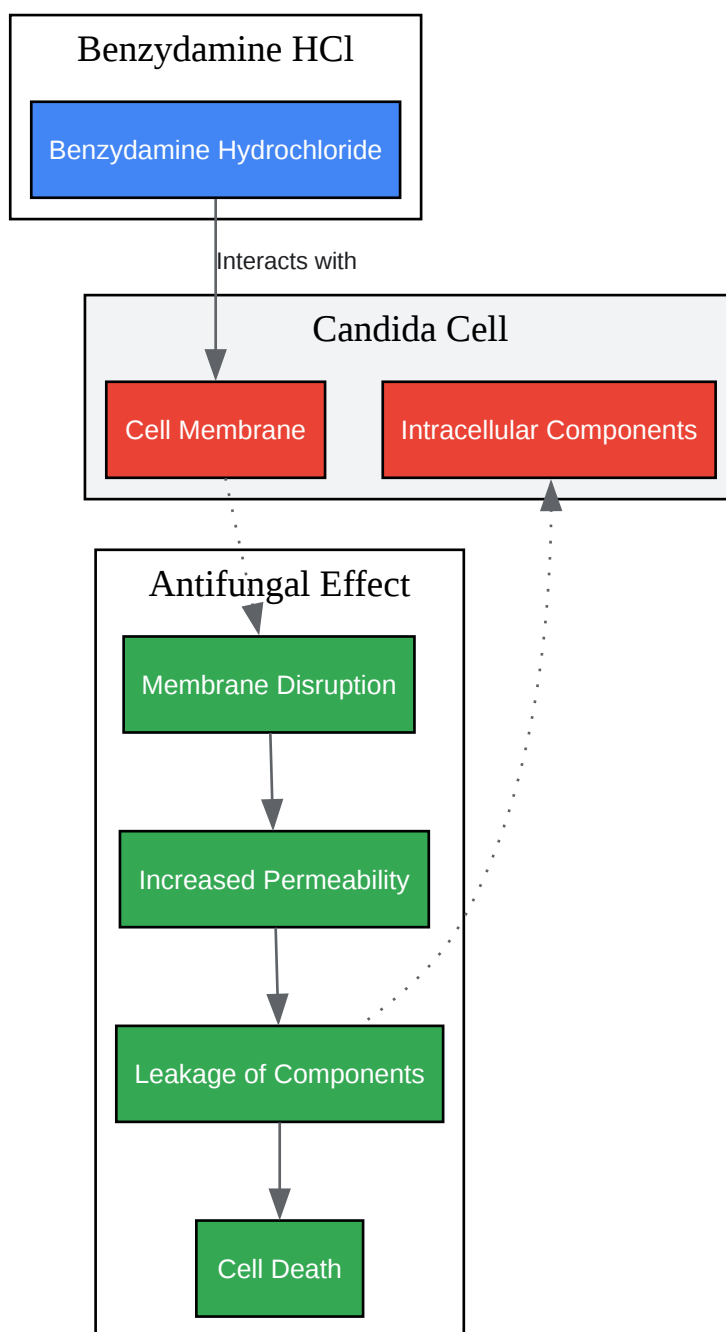 Benzydamine HCl
Benzydamine Hydrochloride
Interacts with
Candida Cell
Cell Membrane
Intracellular Components
Antifungal Effect
Membrane Disruption
Increased Permeability
Leakage of Components
Cell Death